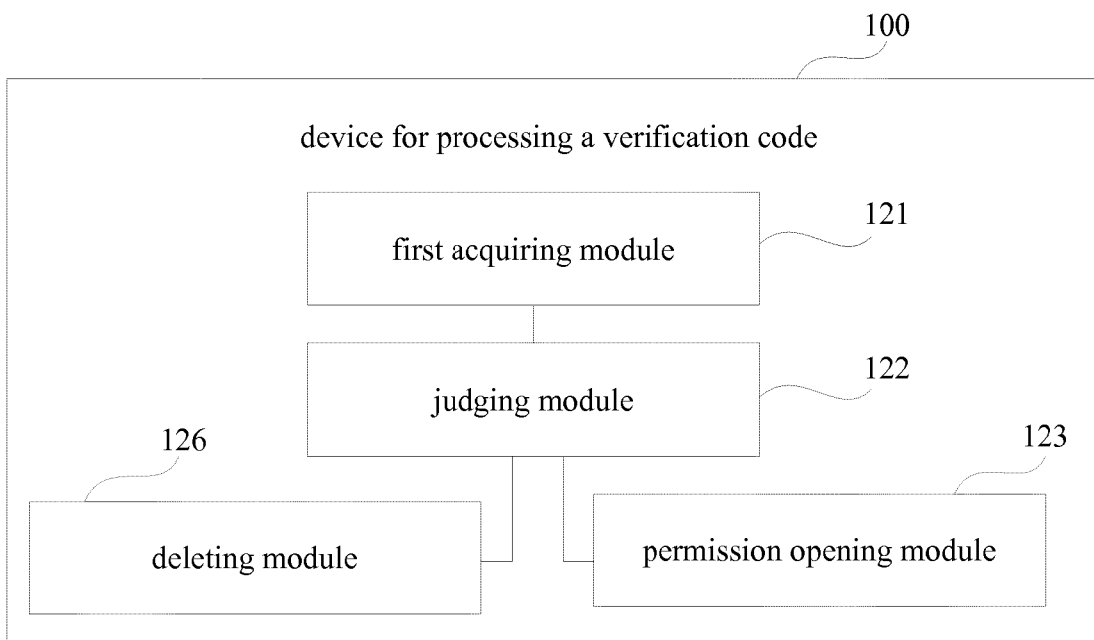 100
device for processing a verification code
121
first acquiring module
122
judging module
126
123
deleting module
permission opening module